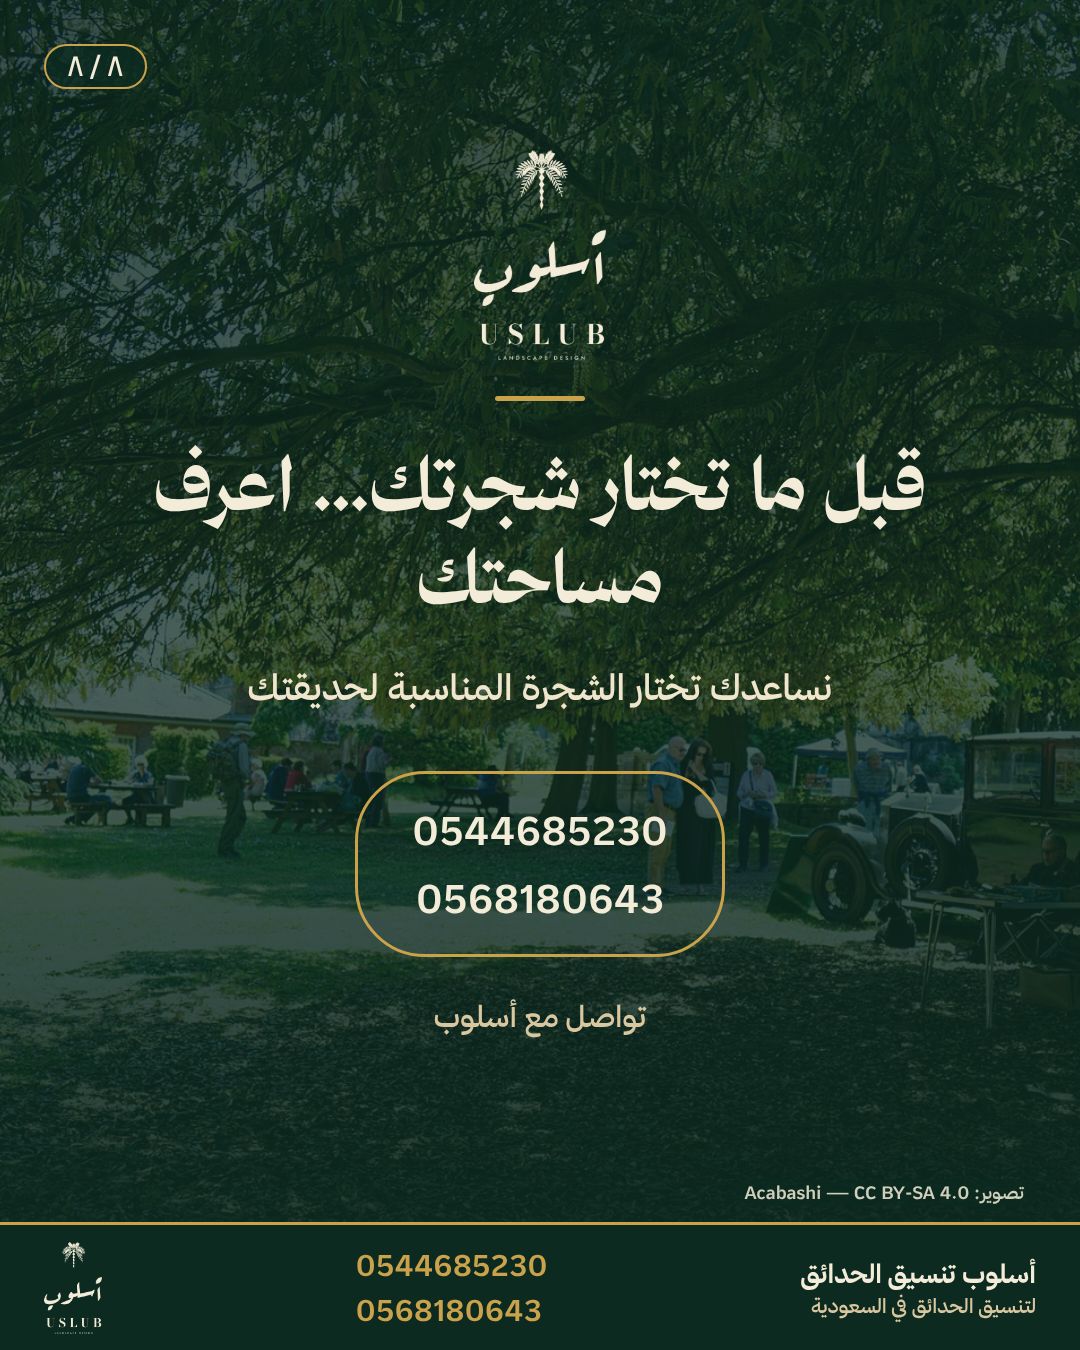 ٨/٨
أسلوب
USLUB
LANDSCAPE DESIGN
قبل ما تختار شجرتك... اعرف
مساحتك
نساعدك تختار الشجرة المناسبة لحديقتك
0544685230
0568180643
تواصل مع أسلوب
تصوير: Acabashi — CC BY-SA 4.0
أسلوب تنسيق الحدائق
لتنسيق الحدائق في السعودية
0544685230
0568180643
أسلوب
USLUB
LANDSCAPE DESIGN